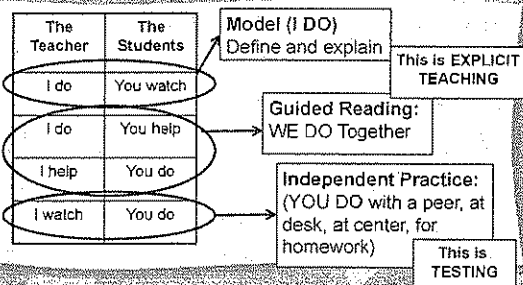 The Teacher
The Students
I do
You watch
I do
You help
I help
You do
I watch
You do
Model (I DO)
Define and explain
This is EXPLICIT
TEACHING
Guided Reading:
WE DO Together
Independent Practice:
(YOU DO with a peer, at
desk, at center, for
homework)
This is
TESTING